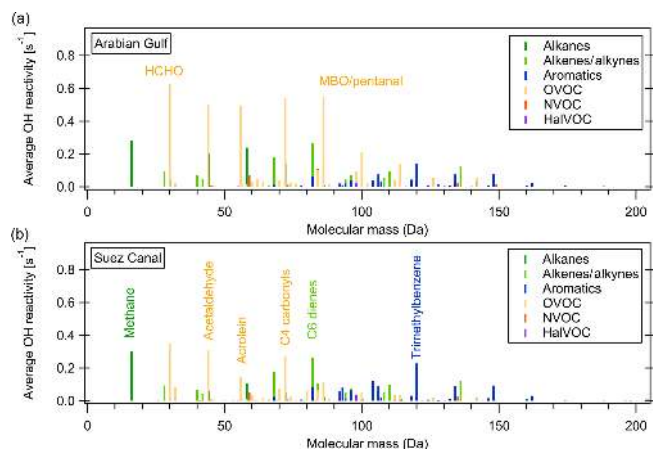 (a)
Arabian Gulf
Average OH reactivity [s⁻¹]
0.8
0.6
0.4
0.2
0.0
HCHO
MBO/pentanal
Alkanes
Alkenes/alkynes
Aromatics
OVOC
NVOC
HalVOC
0
50
100
150
200
Molecular mass (Da)
(b)
Suez Canal
Average OH reactivity [s⁻¹]
0.8
0.6
0.4
0.2
0.0
Methane
Acetaldehyde
Acrolein
C4 carbonyls
C6 dienes
Trimethylbenzene
Alkanes
Alkenes/alkynes
Aromatics
OVOC
NVOC
HalVOC
0
50
100
150
200
Molecular mass (Da)